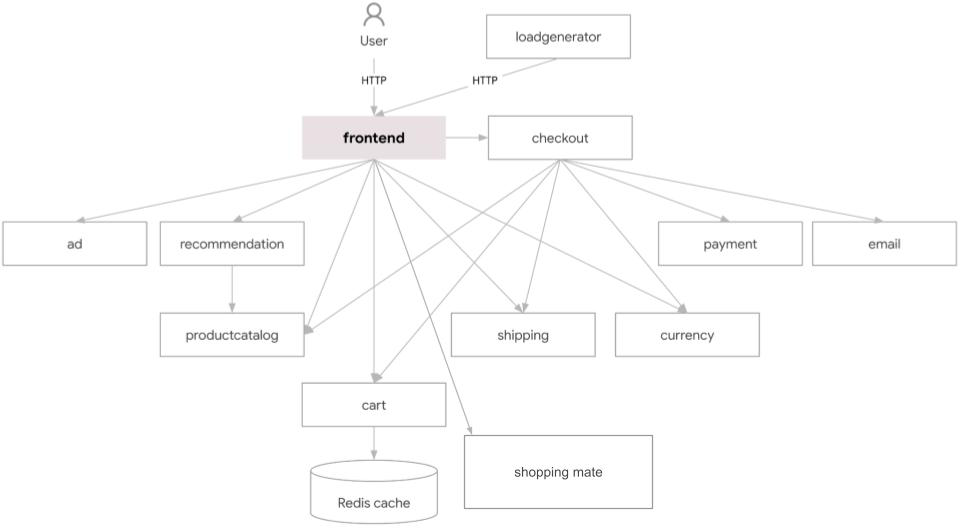 User
loadgenerator
HTTP
HTTP
frontend
checkout
ad
recommendation
payment
email
productcatalog
shipping
currency
cart
shopping mate
Redis cache